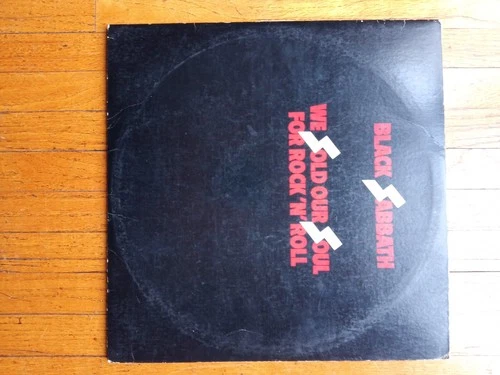 BLACK SABBATH
WE SOLD OUR SOUL
FOR ROCK 'N' ROLL